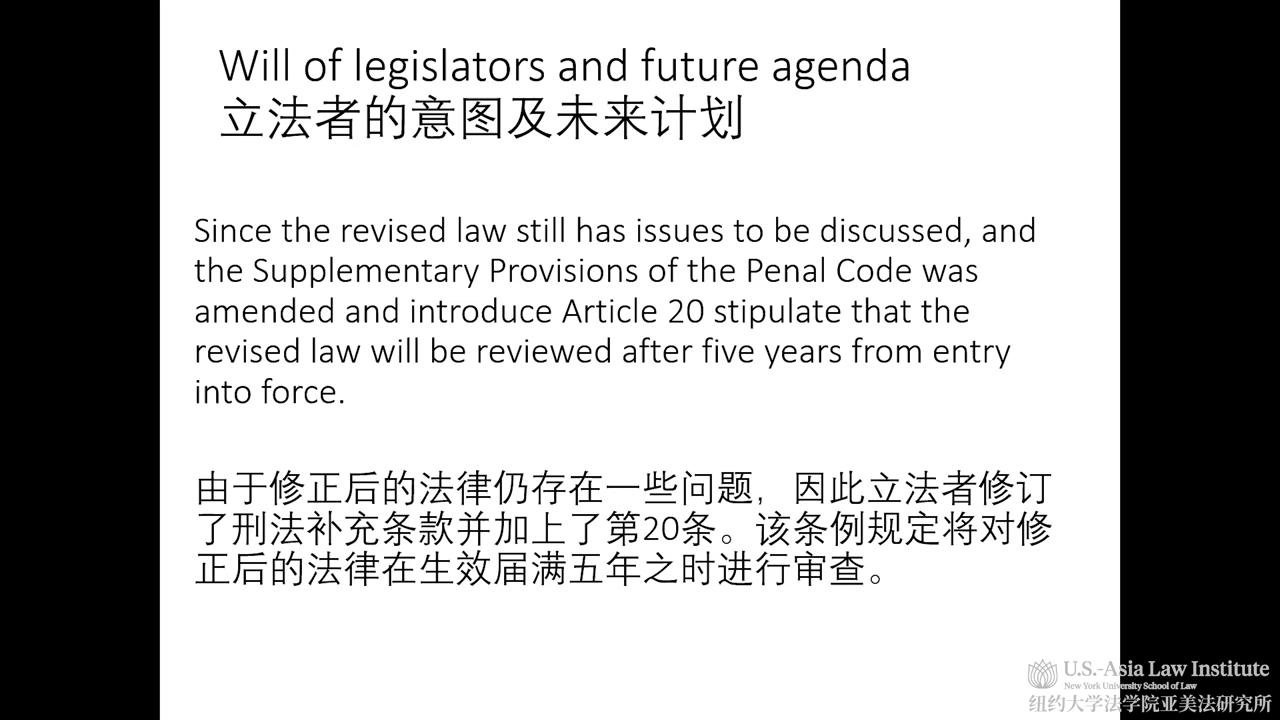 Will of legislators and future agenda
立法者的意图及未来计划
Since the revised law still has issues to be discussed, and
the Supplementary Provisions of the Penal Code was
amended and introduce Article 20 stipulate that the
revised law will be reviewed after five years from entry
into force.
由于修正后的法律仍存在一些问题，因此立法者修订
了刑法补充条款并加上了第20条。该条例规定将对修
正后的法律在生效届满五年之时进行审查。
U.S.-Asia Law Institute
New York University School of Law
纽约大学法学院亚美法研究所